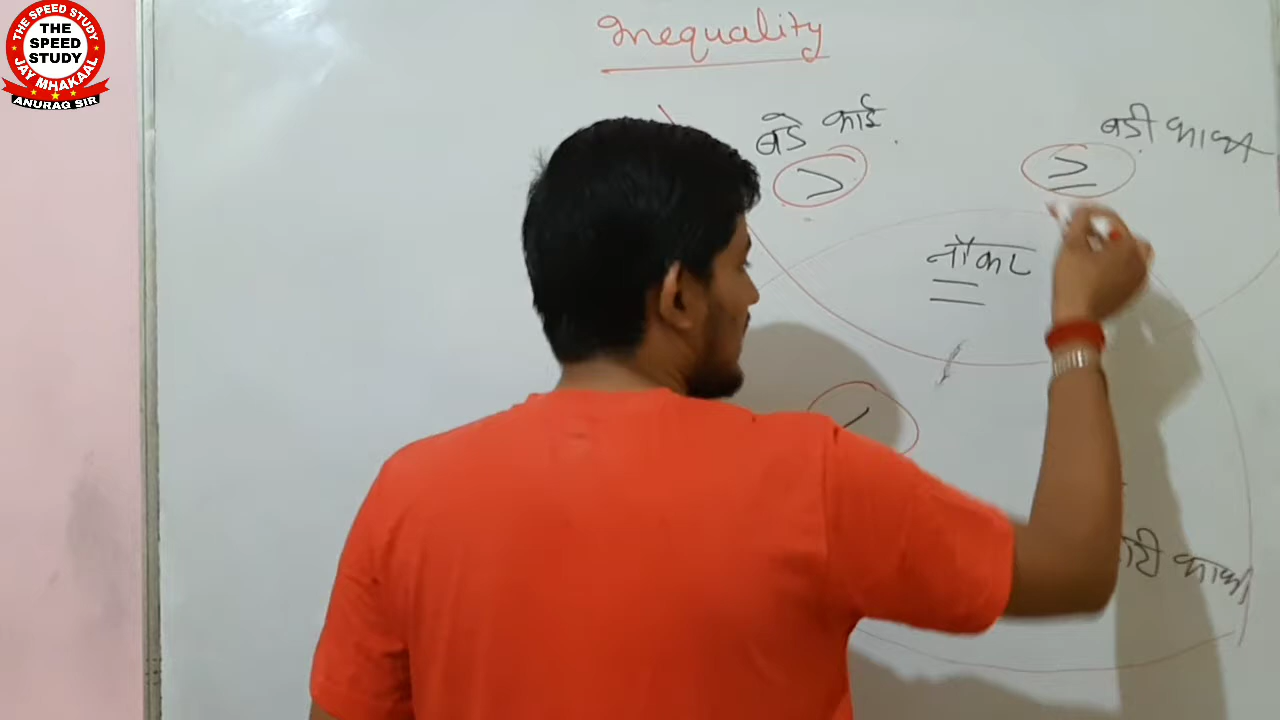 THE SPEED STUDY
THE
SPEED
STUDY
JAY MHAKAAL
ANURAG SIR
Inequality
बडे भाई
>
बडी भाभी
≥
नौकर
=
<
भाभी